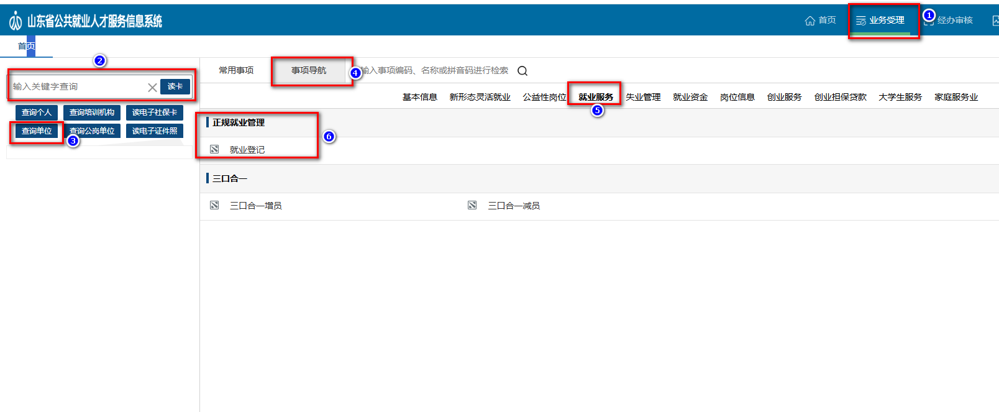 山东省公共就业人才服务信息系统
首页
业务受理
1
经办审核
首页
2
常用事项
事项导航
4
输入事项编码、名称或拼音码进行检索
输入关键字查询
读卡
基本信息
新形态灵活就业
公益性岗位
就业服务
失业管理
就业资金
岗位信息
创业服务
创业担保贷款
大学生服务
家庭服务业
5
查询个人
查询培训机构
读电子社保卡
查询单位
查询公岗单位
读电子证件照
3
正规就业管理
6
就业登记
三口合一
三口合一增员
三口合一减员